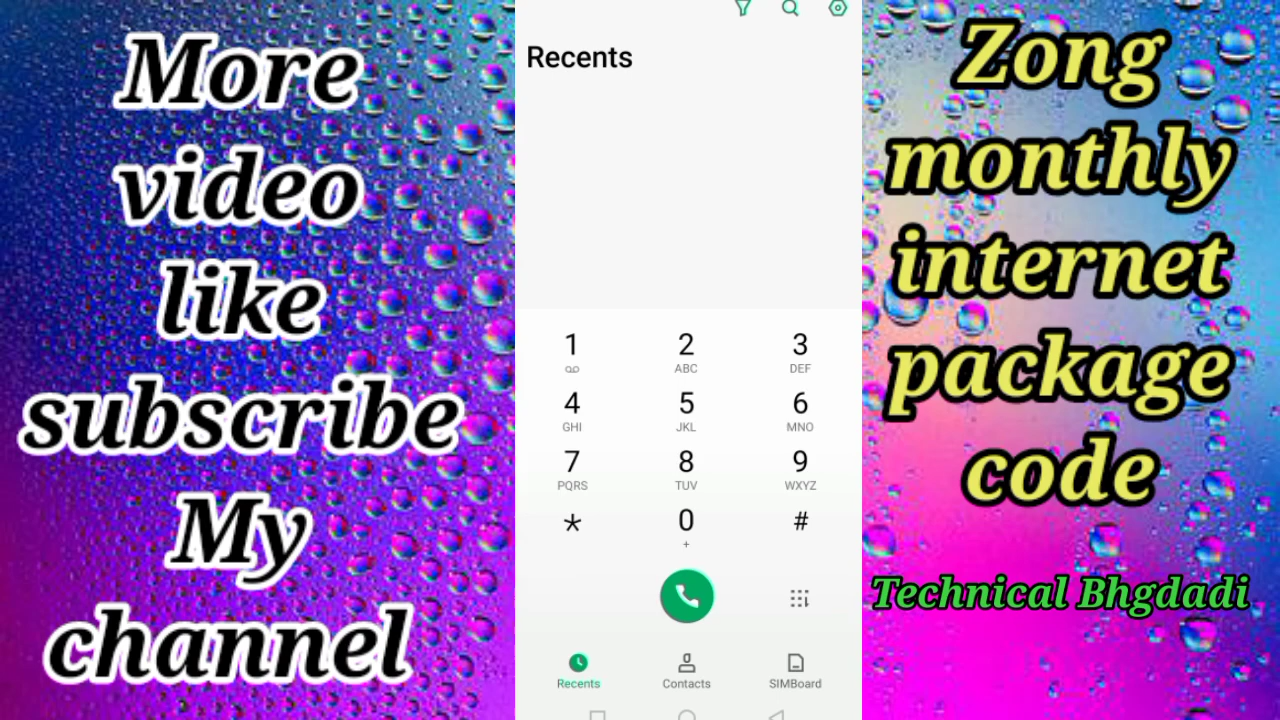 More
video
like
subscribe
My
channel
Recents
1 2 3
ABC DEF
4 5 6
GHI JKL MNO
7 8 9
PQRS TUV WXYZ
* 0 #
+
Recents Contacts SIMBoard
Zong
monthly
internet
package
code
Technical Bhgdadi